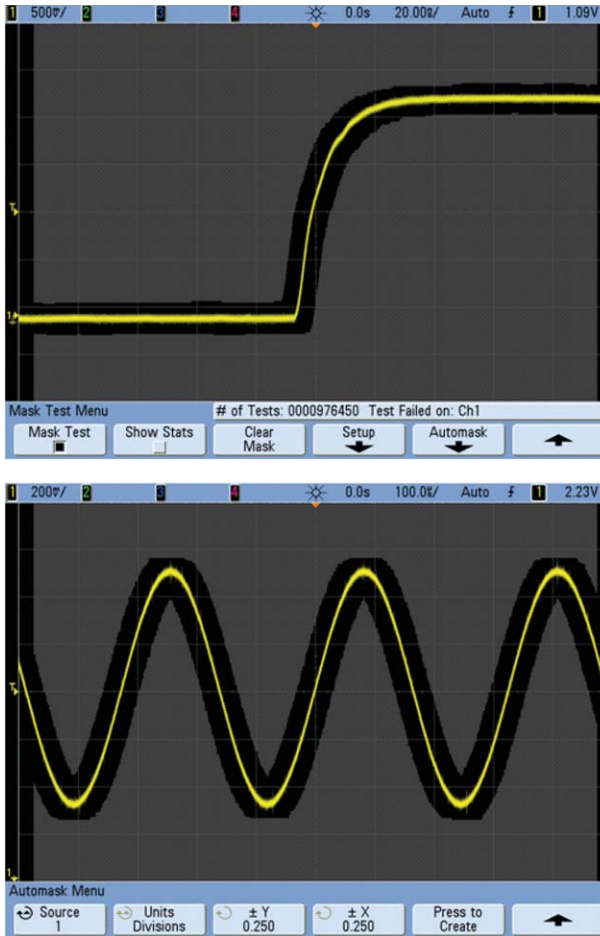 1 500mV/ 2 3 4 0.0s 20.00ns/ Auto 1 1.09V
T
1
Mask Test Menu # of Tests: 0000976450 Test Failed on: Ch1
Mask Test Show Stats Clear Mask Setup Automask
1 200mV/ 2 3 4 0.0s 100.0ns/ Auto 1 2.23V
T
1
Automask Menu
Source 1 Units Divisions ± Y 0.250 ± X 0.250 Press to Create